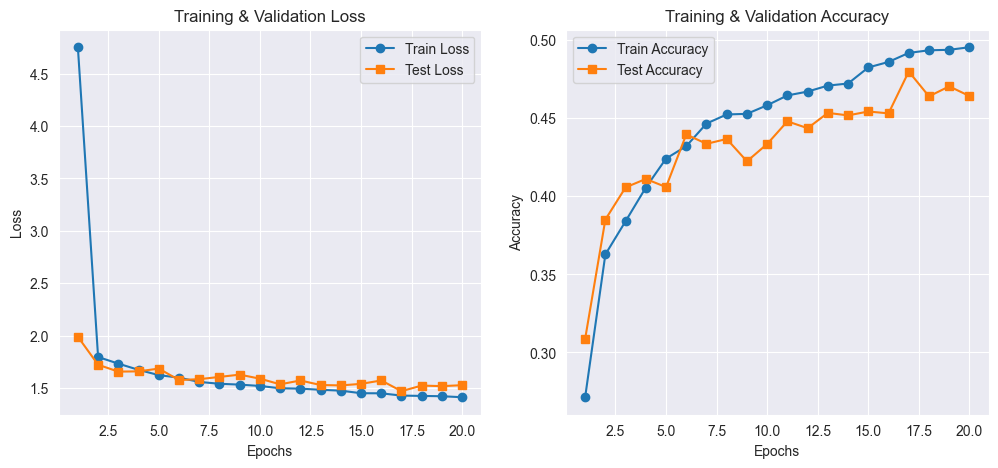 Training & Validation Loss
Train Loss
Test Loss
4.5
4.0
3.5
3.0
2.5
2.0
1.5
Loss
2.5 5.0 7.5 10.0 12.5 15.0 17.5 20.0
Epochs
Training & Validation Accuracy
Train Accuracy
Test Accuracy
0.50
0.45
0.40
0.35
0.30
Accuracy
2.5 5.0 7.5 10.0 12.5 15.0 17.5 20.0
Epochs